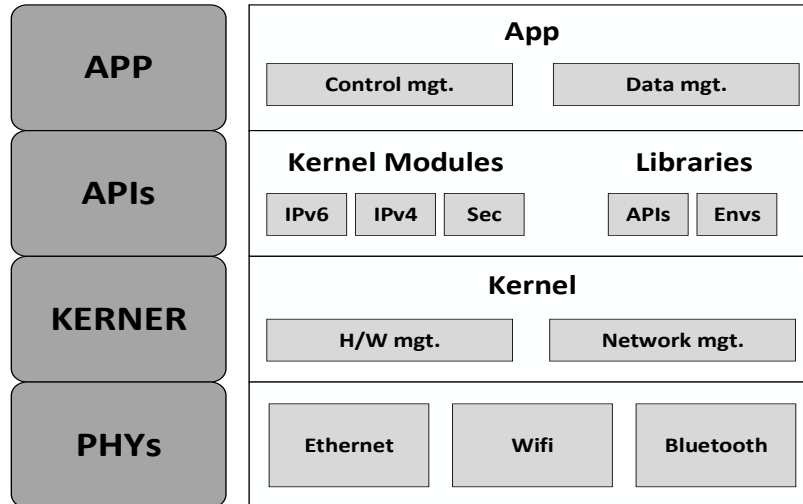 APP
App
Control mgt.
Data mgt.
APIs
Kernel Modules
Libraries
IPv6
IPv4
Sec
APIs
Envs
KERNER
Kernel
H/W mgt.
Network mgt.
PHYs
Ethernet
Wifi
Bluetooth